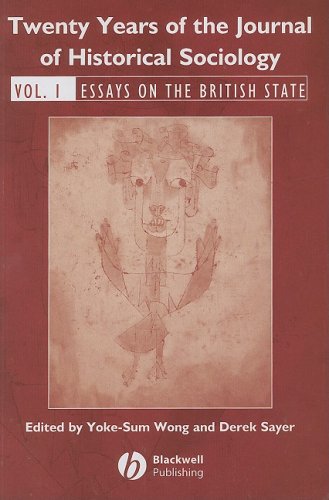 Twenty Years of the Journal
of Historical Sociology
VOL. I ESSAYS ON THE BRITISH STATE
Edited by Yoke-Sum Wong and Derek Sayer
Blackwell
Publishing